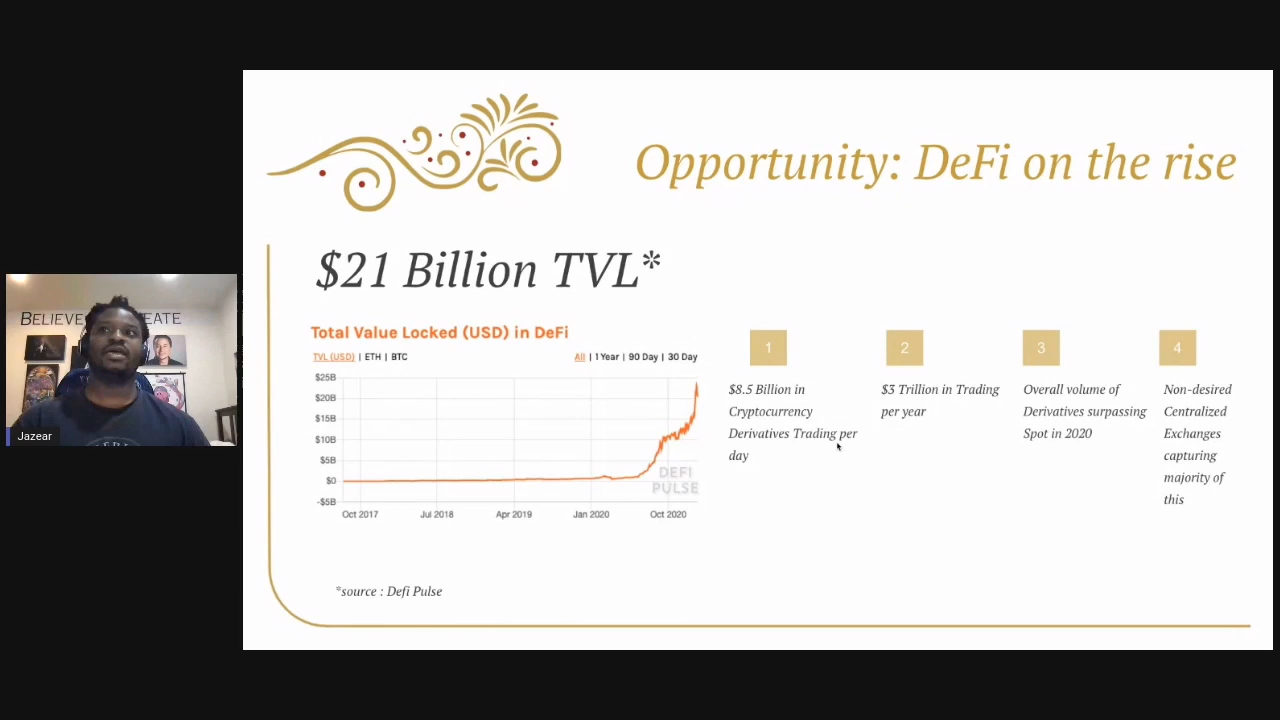 Opportunity: DeFi on the rise
$21 Billion TVL*
Total Value Locked (USD) in DeFi
TVL (USD) | ETH | BTC
All | 1 Year | 90 Day | 30 Day
$25B
$20B
$15B
$10B
$5B
$0
-$5B
Oct 2017
Jul 2018
Apr 2019
Jan 2020
Oct 2020
DEFI
PULSE
1
$8.5 Billion in
Cryptocurrency
Derivatives Trading per
day
2
$3 Trillion in Trading
per year
3
Overall volume of
Derivatives surpassing
Spot in 2020
4
Non-desired
Centralized
Exchanges
capturing
majority of
this
*source : Defi Pulse
BELIEVE
EATE
Jazear